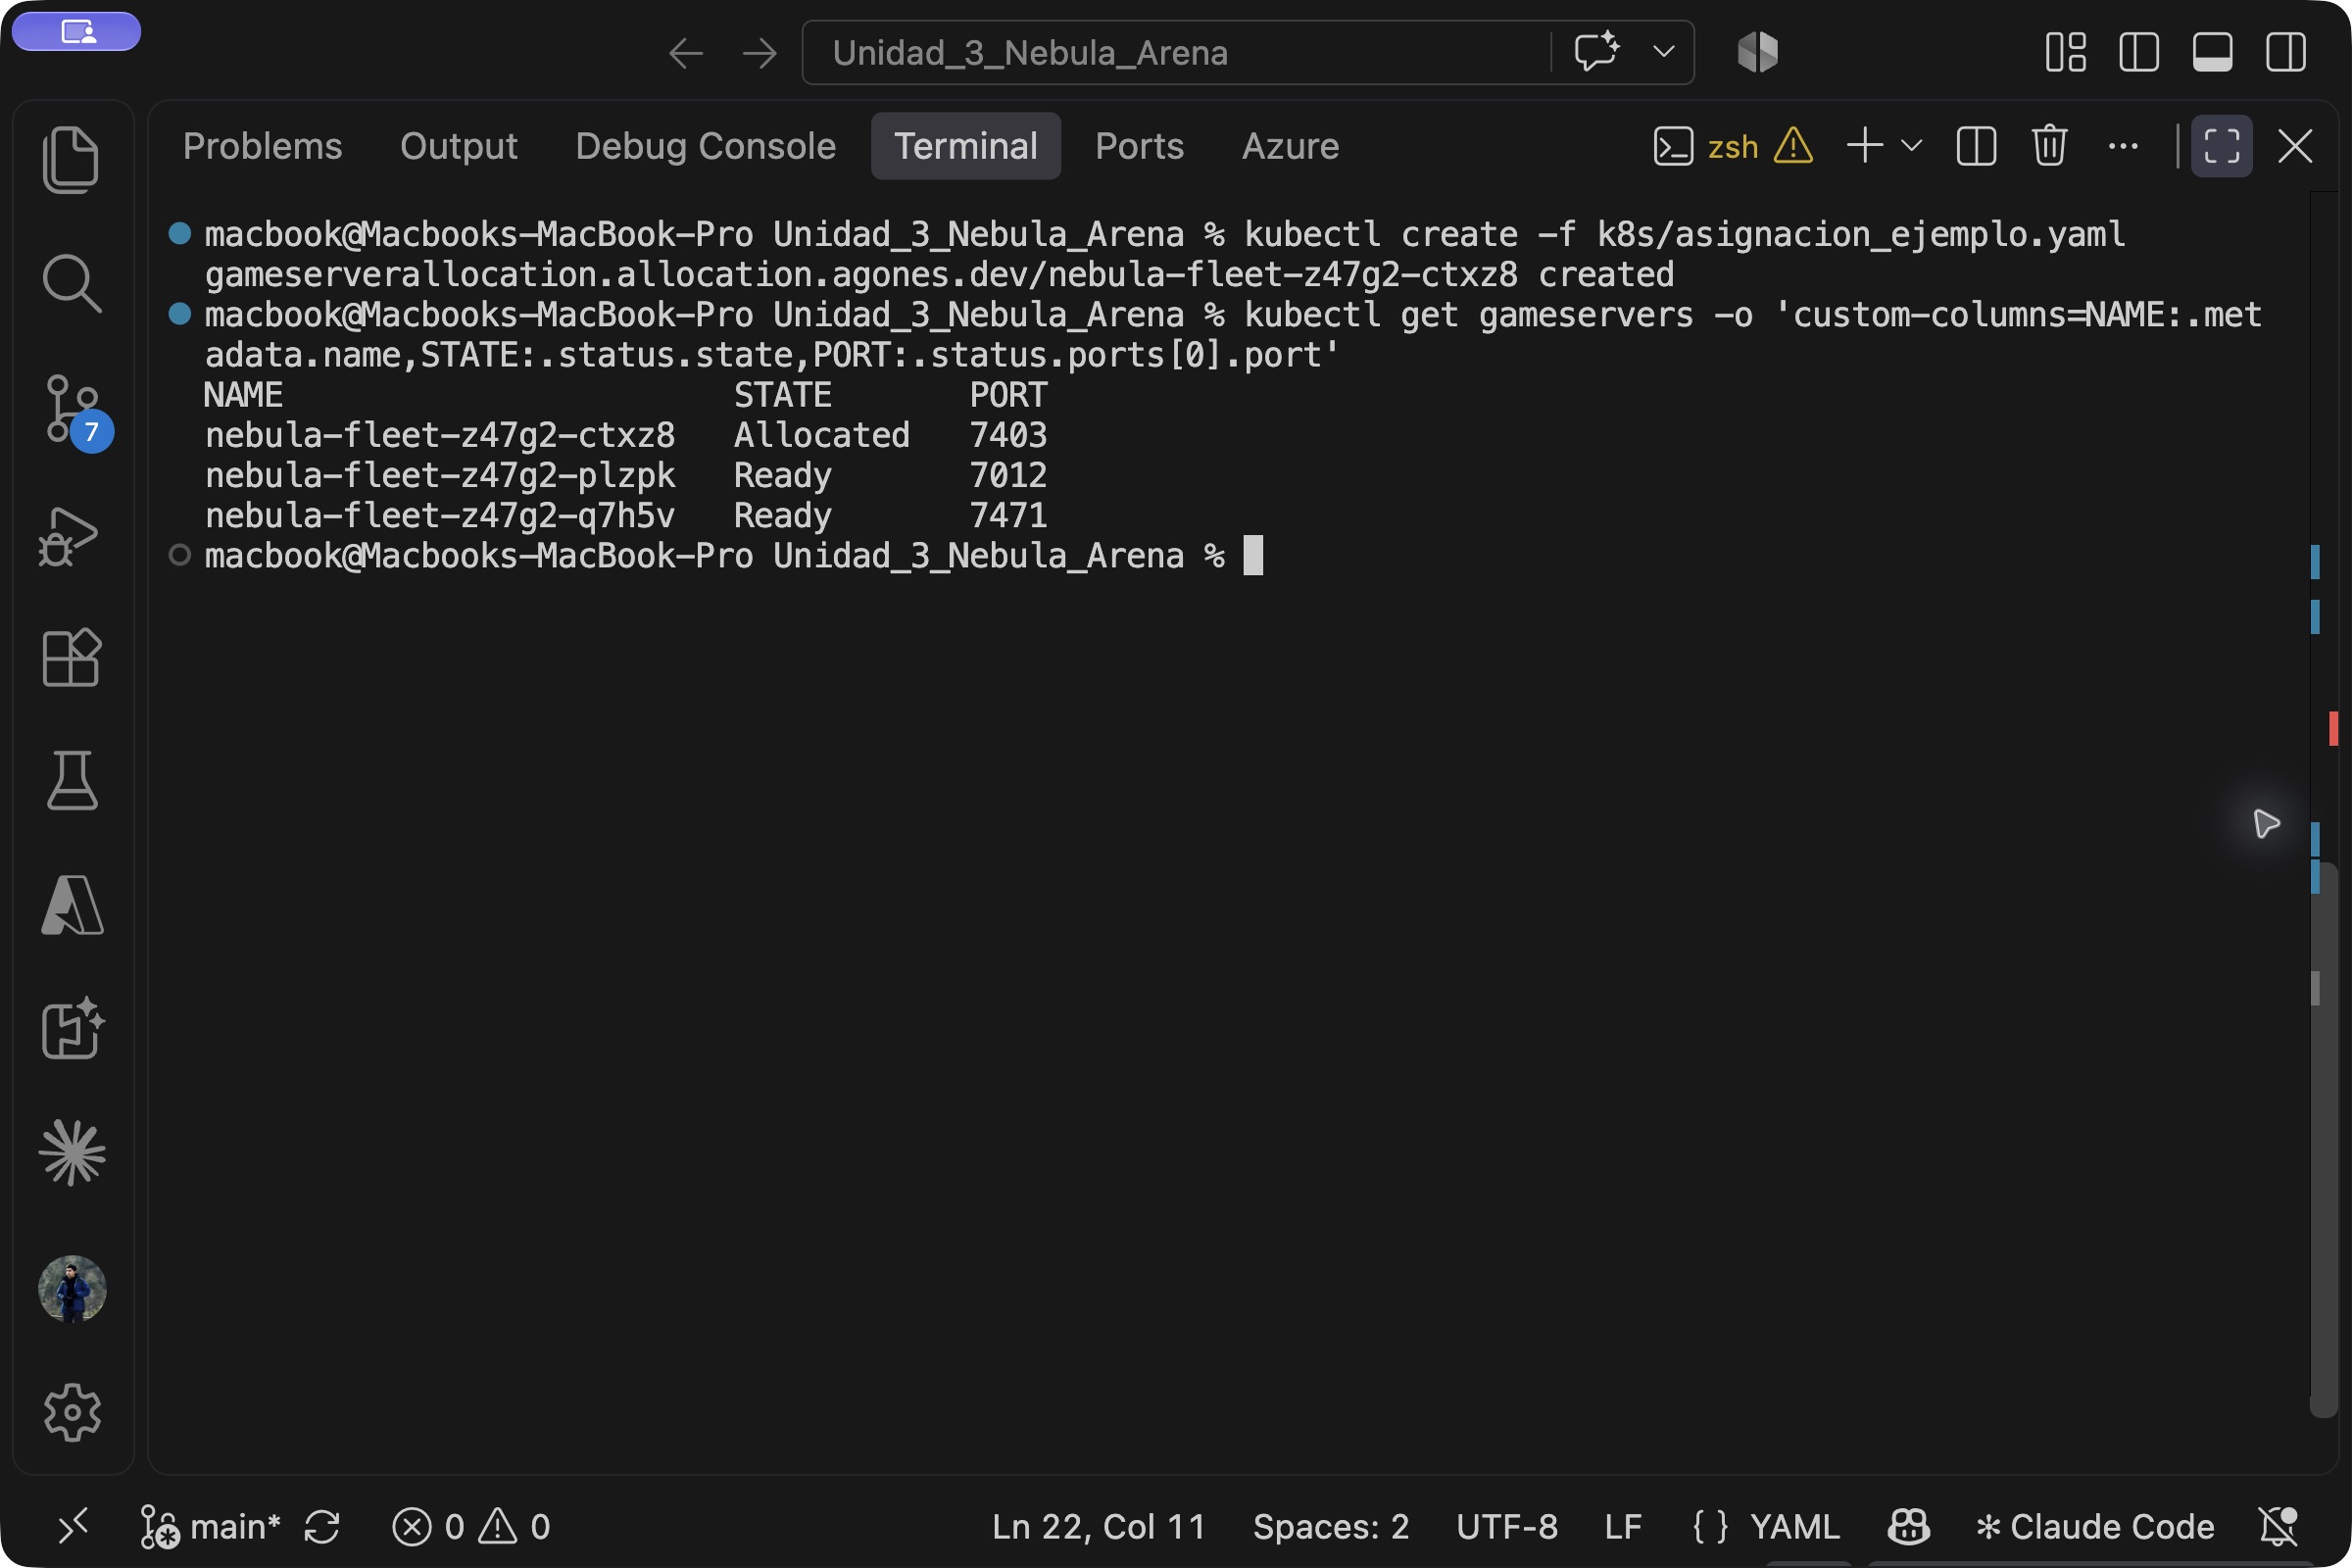 Unidad_3_Nebula_Arena
Problems Output Debug Console Terminal Ports Azure zsh
macbook@Macbooks-MacBook-Pro Unidad_3_Nebula_Arena % kubectl create -f k8s/asignacion_ejemplo.yaml
gameserverallocation.allocation.agones.dev/nebula-fleet-z47g2-ctxz8 created
macbook@Macbooks-MacBook-Pro Unidad_3_Nebula_Arena % kubectl get gameservers -o 'custom-columns=NAME:.met
adata.name,STATE:.status.state,PORT:.status.ports[0].port'
NAME STATE PORT
nebula-fleet-z47g2-ctxz8 Allocated 7403
nebula-fleet-z47g2-plzpk Ready 7012
nebula-fleet-z47g2-q7h5v Ready 7471
macbook@Macbooks-MacBook-Pro Unidad_3_Nebula_Arena %
7
main* 0 0 Ln 22, Col 11 Spaces: 2 UTF-8 LF { } YAML Claude Code